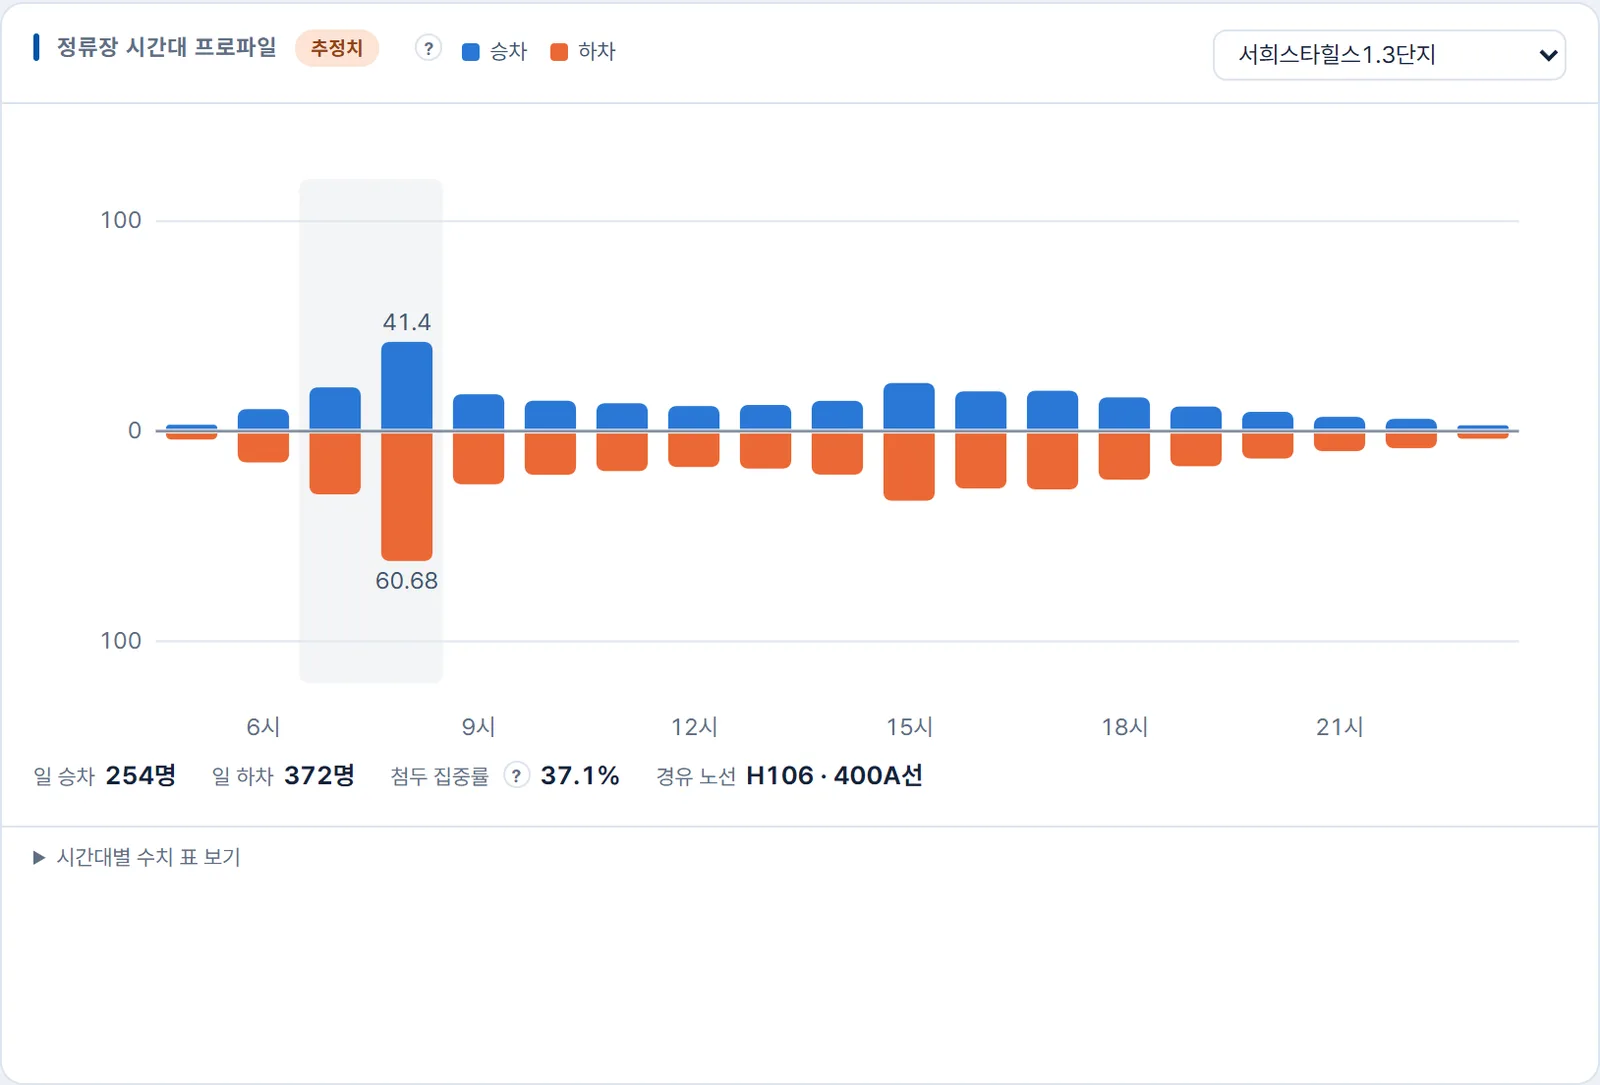 정류장 시간대 프로파일 추정치 ? 승차 하차 서희스타힐스1.3단지
100
41.4
0
60.68
100
6시 9시 12시 15시 18시 21시
일 승차 254명 일 하차 372명 첨두 집중률 ? 37.1% 경유 노선 H106 · 400A선
▶ 시간대별 수치 표 보기